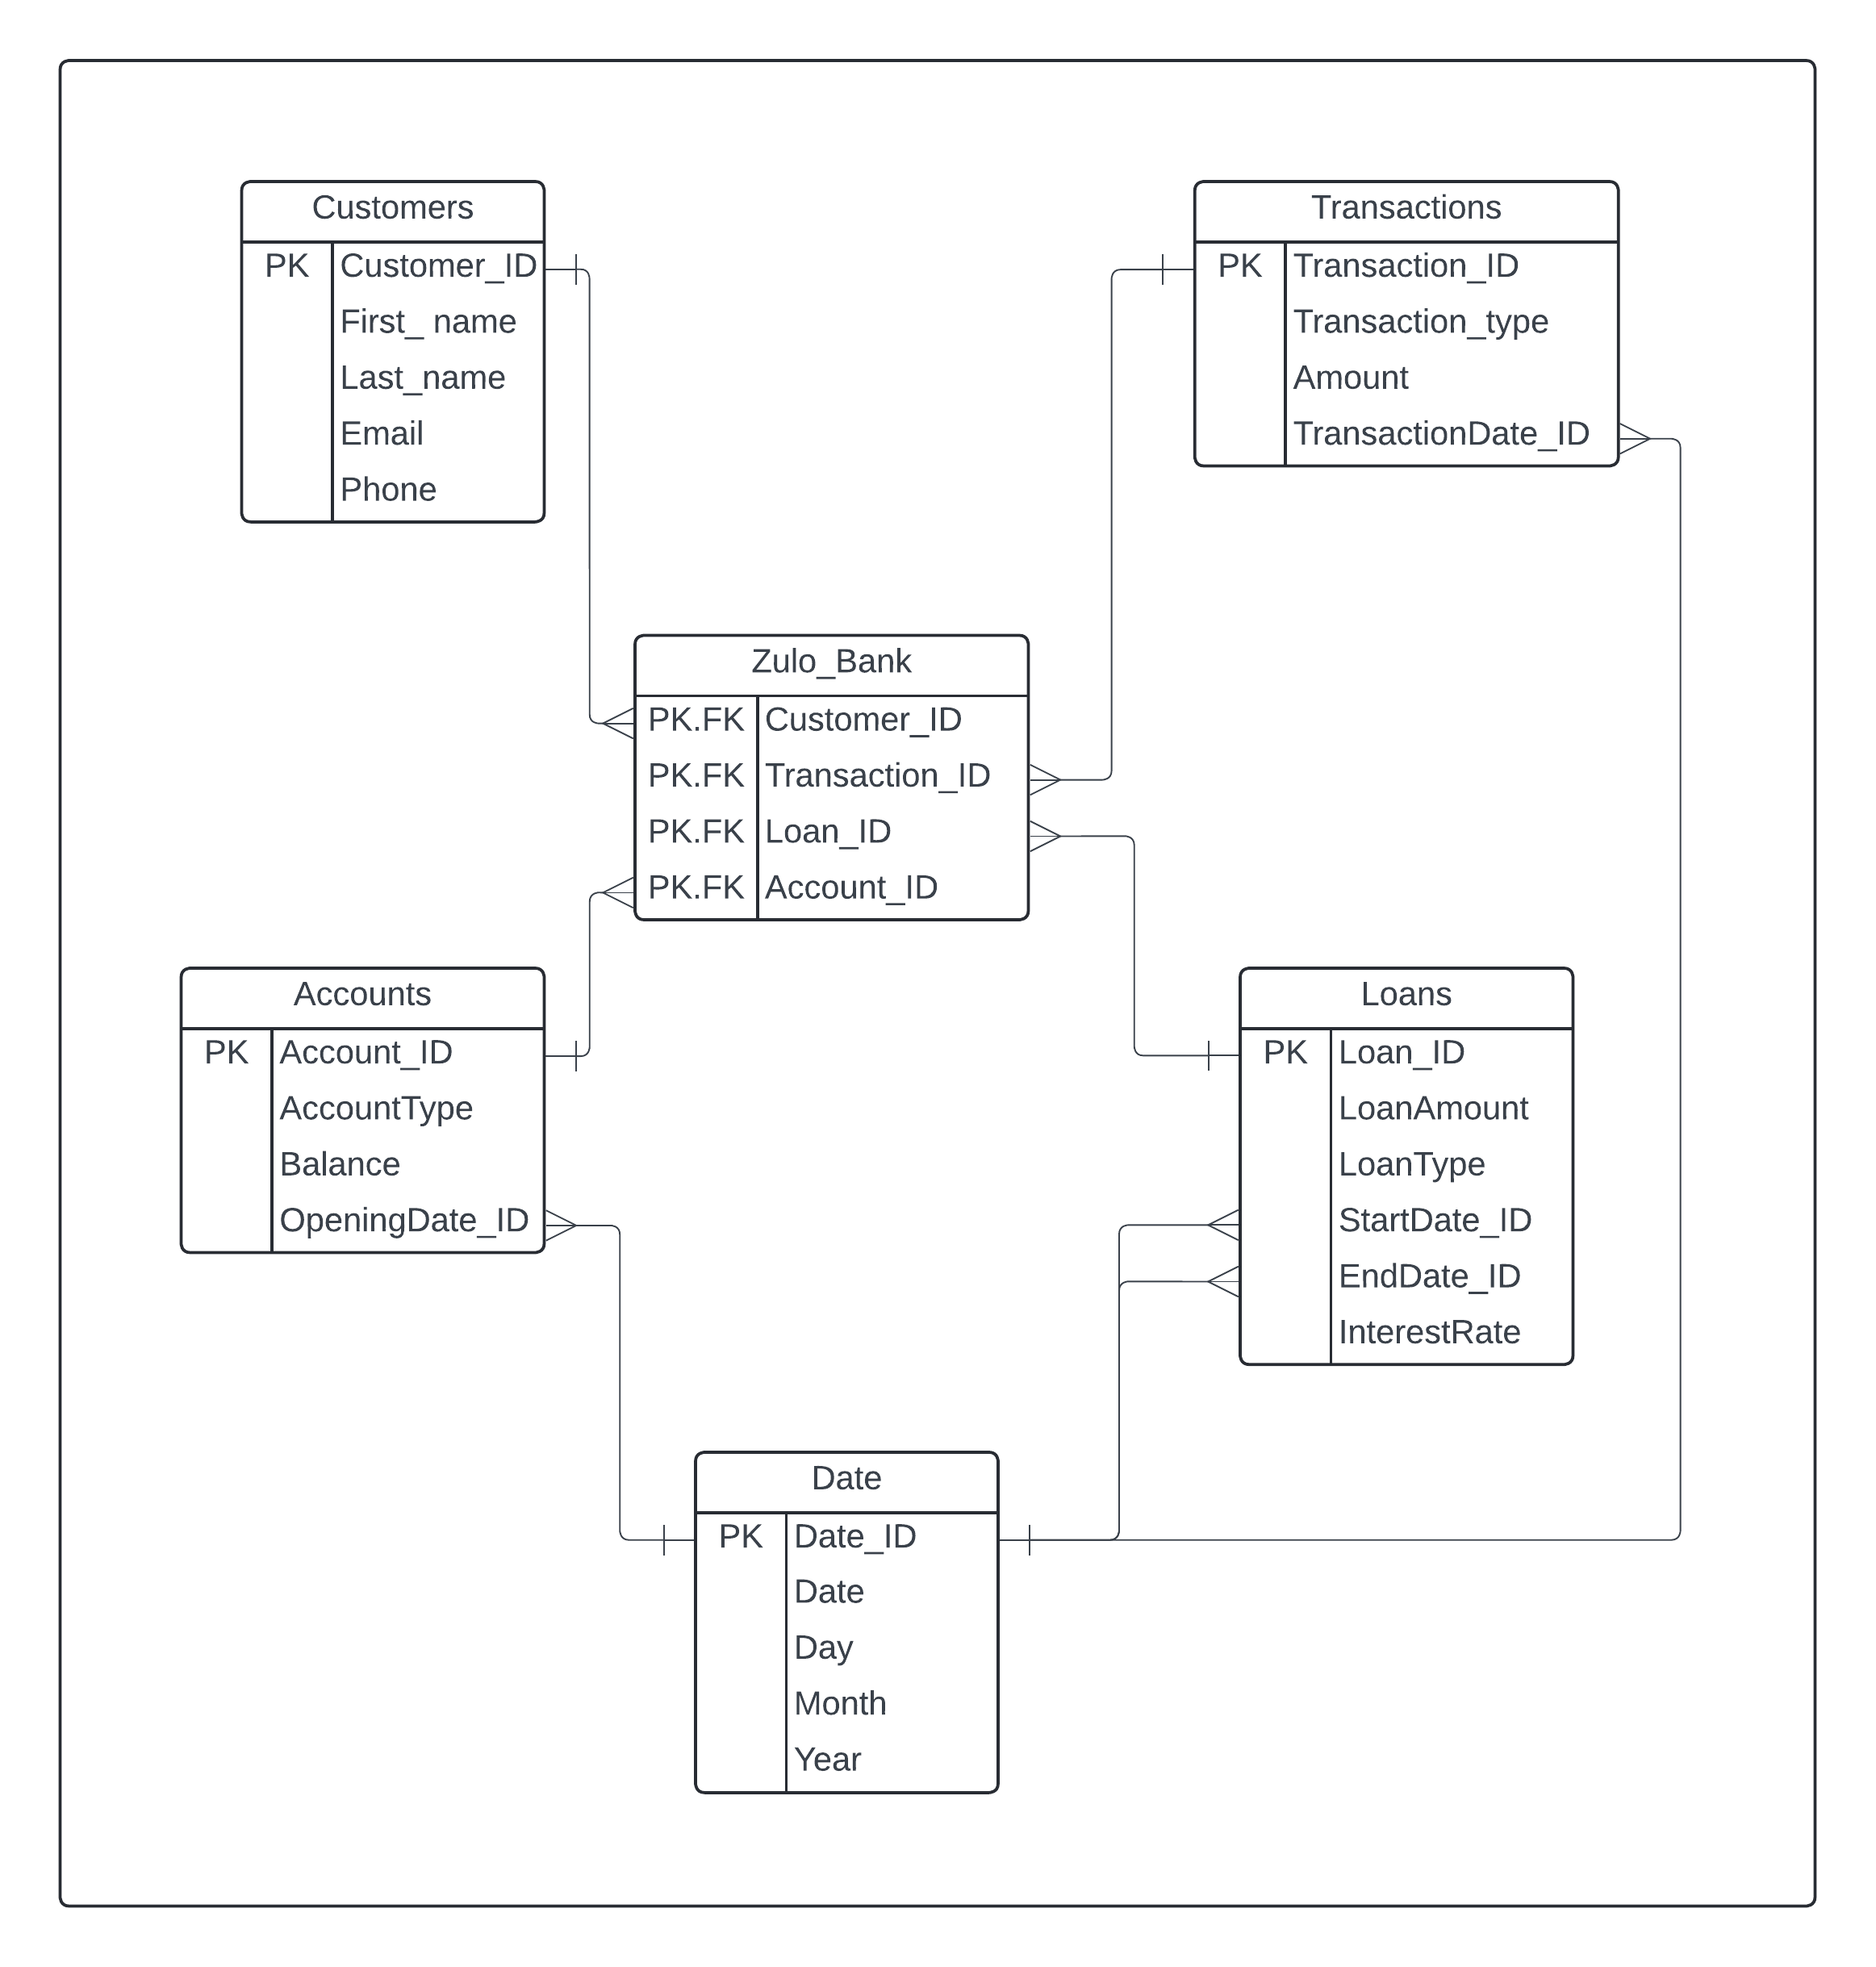 Customers
PK Customer_ID
First_ name
Last_name
Email
Phone
Transactions
PK Transaction_ID
Transaction_type
Amount
TransactionDate_ID
Zulo_Bank
PK.FK Customer_ID
PK.FK Transaction_ID
PK.FK Loan_ID
PK.FK Account_ID
Accounts
PK Account_ID
AccountType
Balance
OpeningDate_ID
Loans
PK Loan_ID
LoanAmount
LoanType
StartDate_ID
EndDate_ID
InterestRate
Date
PK Date_ID
Date
Day
Month
Year